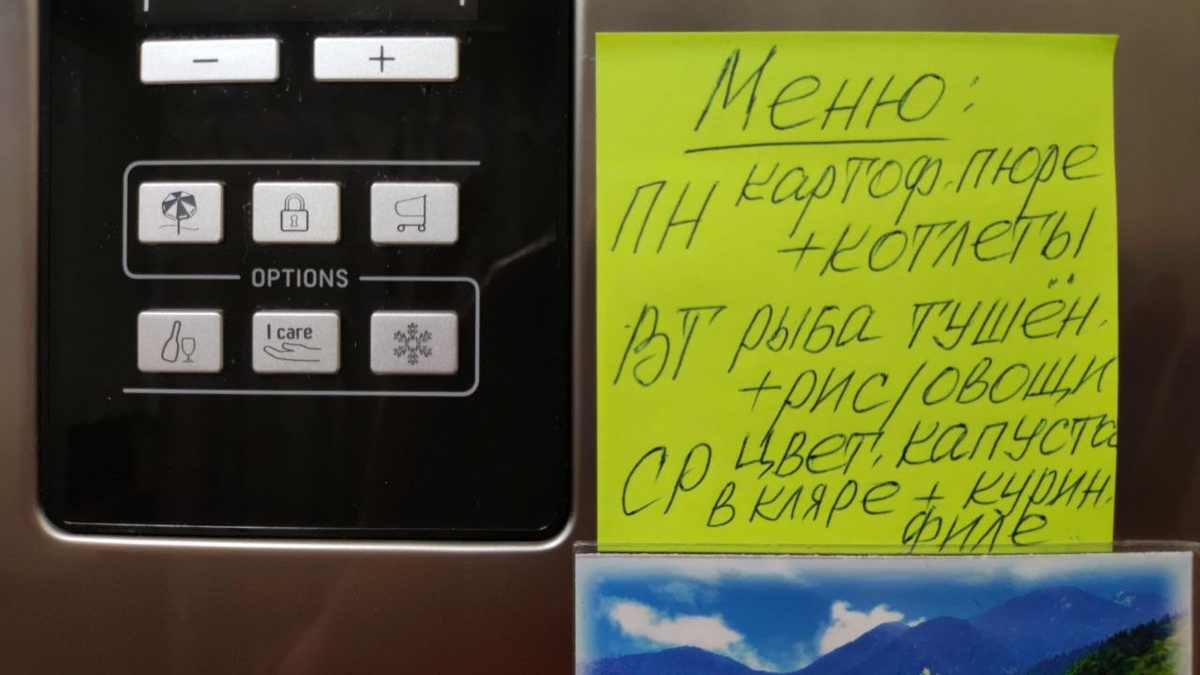 − +
OPTIONS
I care
Меню:
ПН картоф. пюре
+котлеты
ВТ рыба тушён.
+рис/овощи
СР цвет. капуста
в кляре + курин.
филе